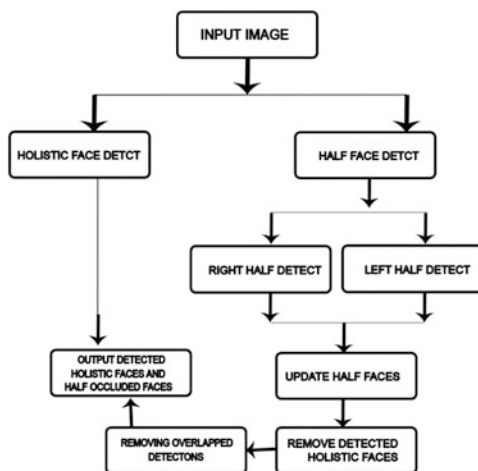 INPUT IMAGE
HOLISTIC FACE DETCT
HALF FACE DETCT
RIGHT HALF DETECT
LEFT HALF DETECT
OUTPUT DETECTED
HOLISTIC FACES AND
HALF OCCLUDED FACES
UPDATE HALF FACES
REMOVING OVERLAPPED
DETECTONS
REMOVE DETECTED
HOLISTIC FACES